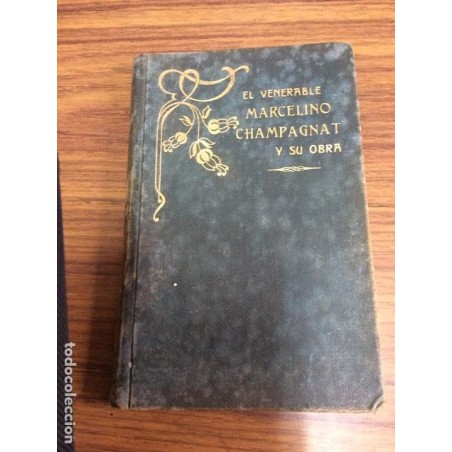 EL VENERABLE
MARCELINO
CHAMPAGNAT
Y SU OBRA
todocoleccion